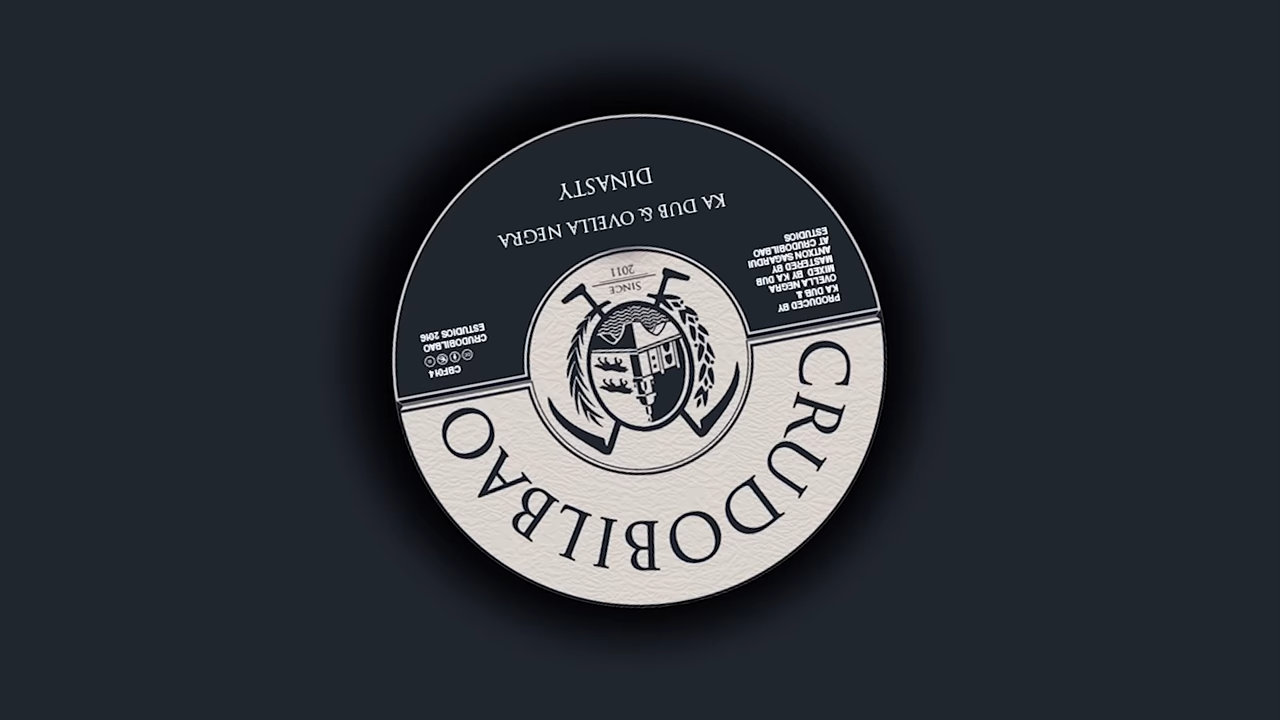 CRUDOBILBAO
SINCE
2011
CBF014
CRUDOBILBAO
ESTUDIOS 2016
PRODUCED BY
KA DUB &
OVELLA NEGRA
MIXED BY KA DUB
MASTERED BY
ANTXON SAGARDUI
AT CRUDOBILBAO
ESTUDIOS
KA DUB & OVELLA NEGRA
DINASTY